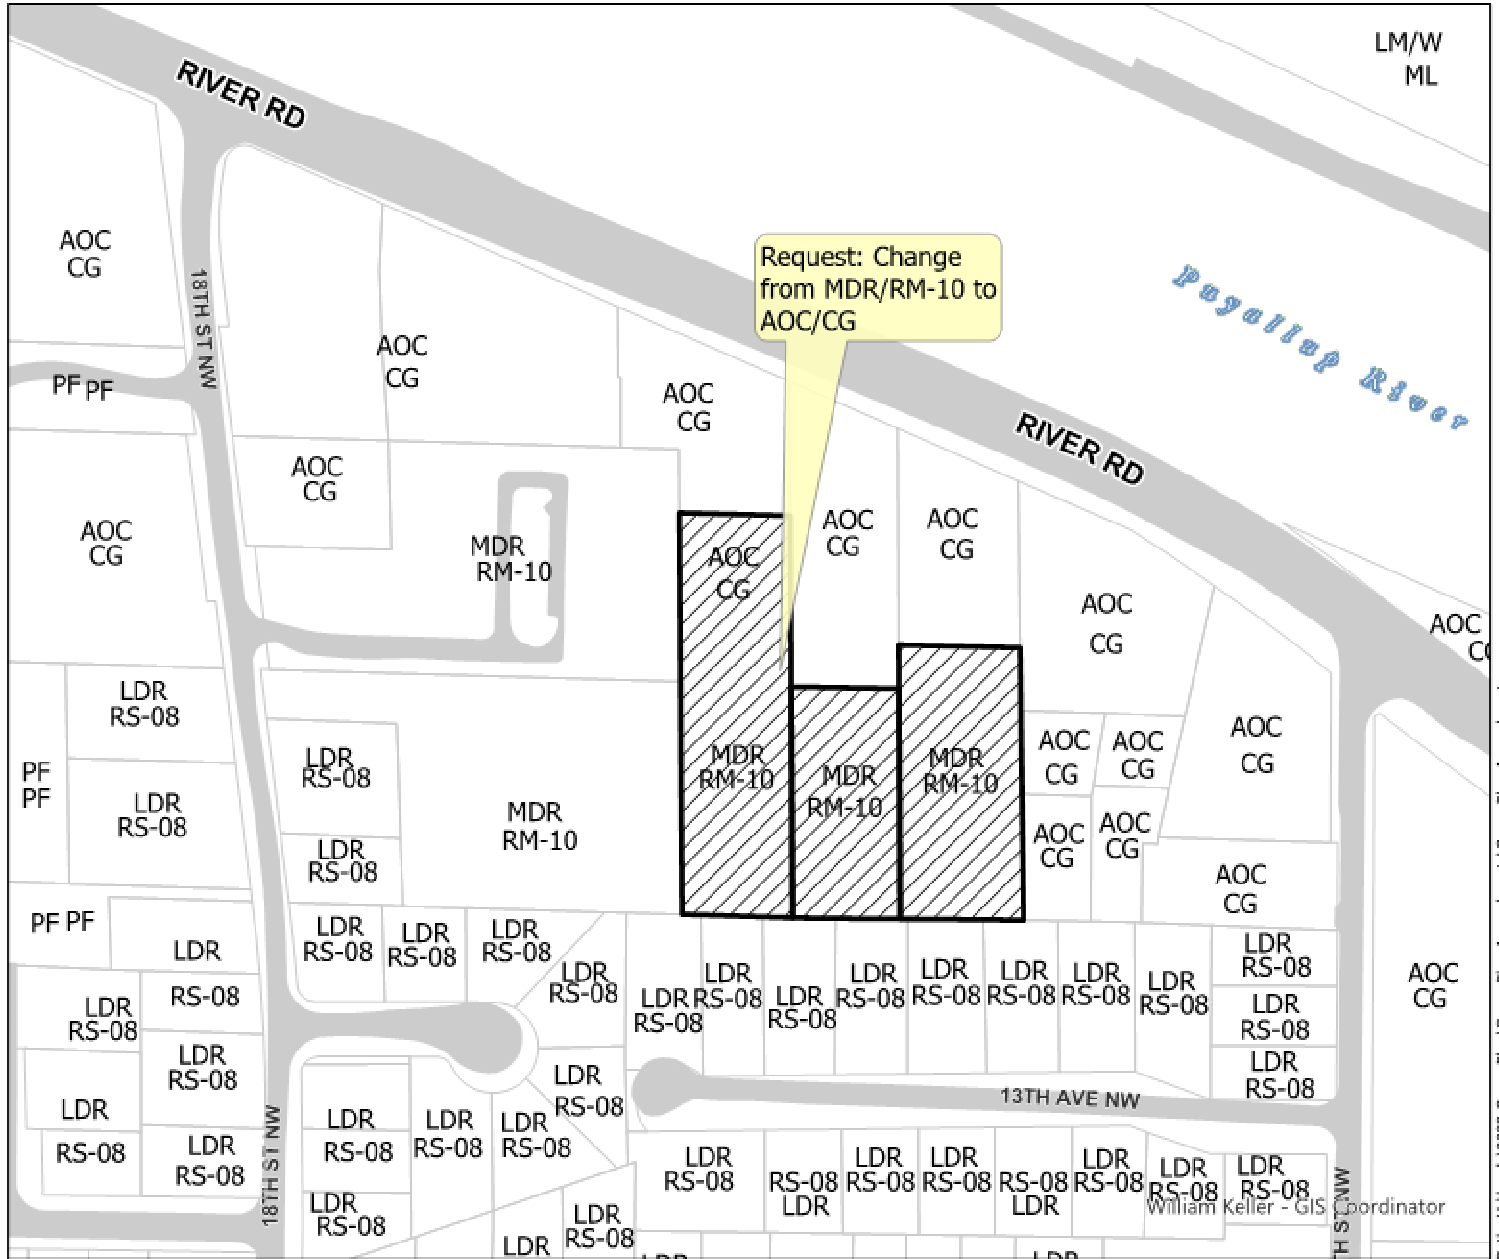 LM/W
ML
RIVER RD
AOC
CG
18TH ST NW
Request: Change
from MDR/RM-10 to
AOC/CG
Puyallup River
AOC
CG
PF PF
AOC
CG
RIVER RD
AOC
CG
AOC
CG
AOC
CG
AOC
CG
AOC
CG
MDR
RM-10
AOC
CG
AOC
CG
AOC
LDR
RS-08
LDR
RS-08
MDR
RM-10
MDR
RM-10
MDR
RM-10
AOC
CG
AOC
CG
AOC
CG
PF
PF
LDR
RS-08
MDR
RM-10
AOC
CG
AOC
CG
LDR
RS-08
AOC
CG
PF PF
LDR
RS-08
LDR
RS-08
LDR
RS-08
LDR
RS-08
LDR
RS-08
LDR
RS-08
LDR
RS-08
LDR
RS-08
LDR
RS-08
LDR
RS-08
LDR
RS-08
LDR
RS-08
LDR
RS-08
LDR
RS-08
AOC
CG
LDR
RS-08
LDR
RS-08
LDR
RS-08
LDR
RS-08
LDR
RS-08
13TH AVE NW
LDR
RS-08
LDR
RS-08
LDR
RS-08
LDR
RS-08
LDR
RS-08
18TH ST NW
LDR
RS-08
LDR
RS-08
RS-08
LDR
LDR
RS-08
LDR
RS-08
RS-08
LDR
LDR
RS-08
LDR
RS-08
LDR
RS-08
William Keller - GIS Coordinator
LDR
RS-08
LDR
RS-08
LDR